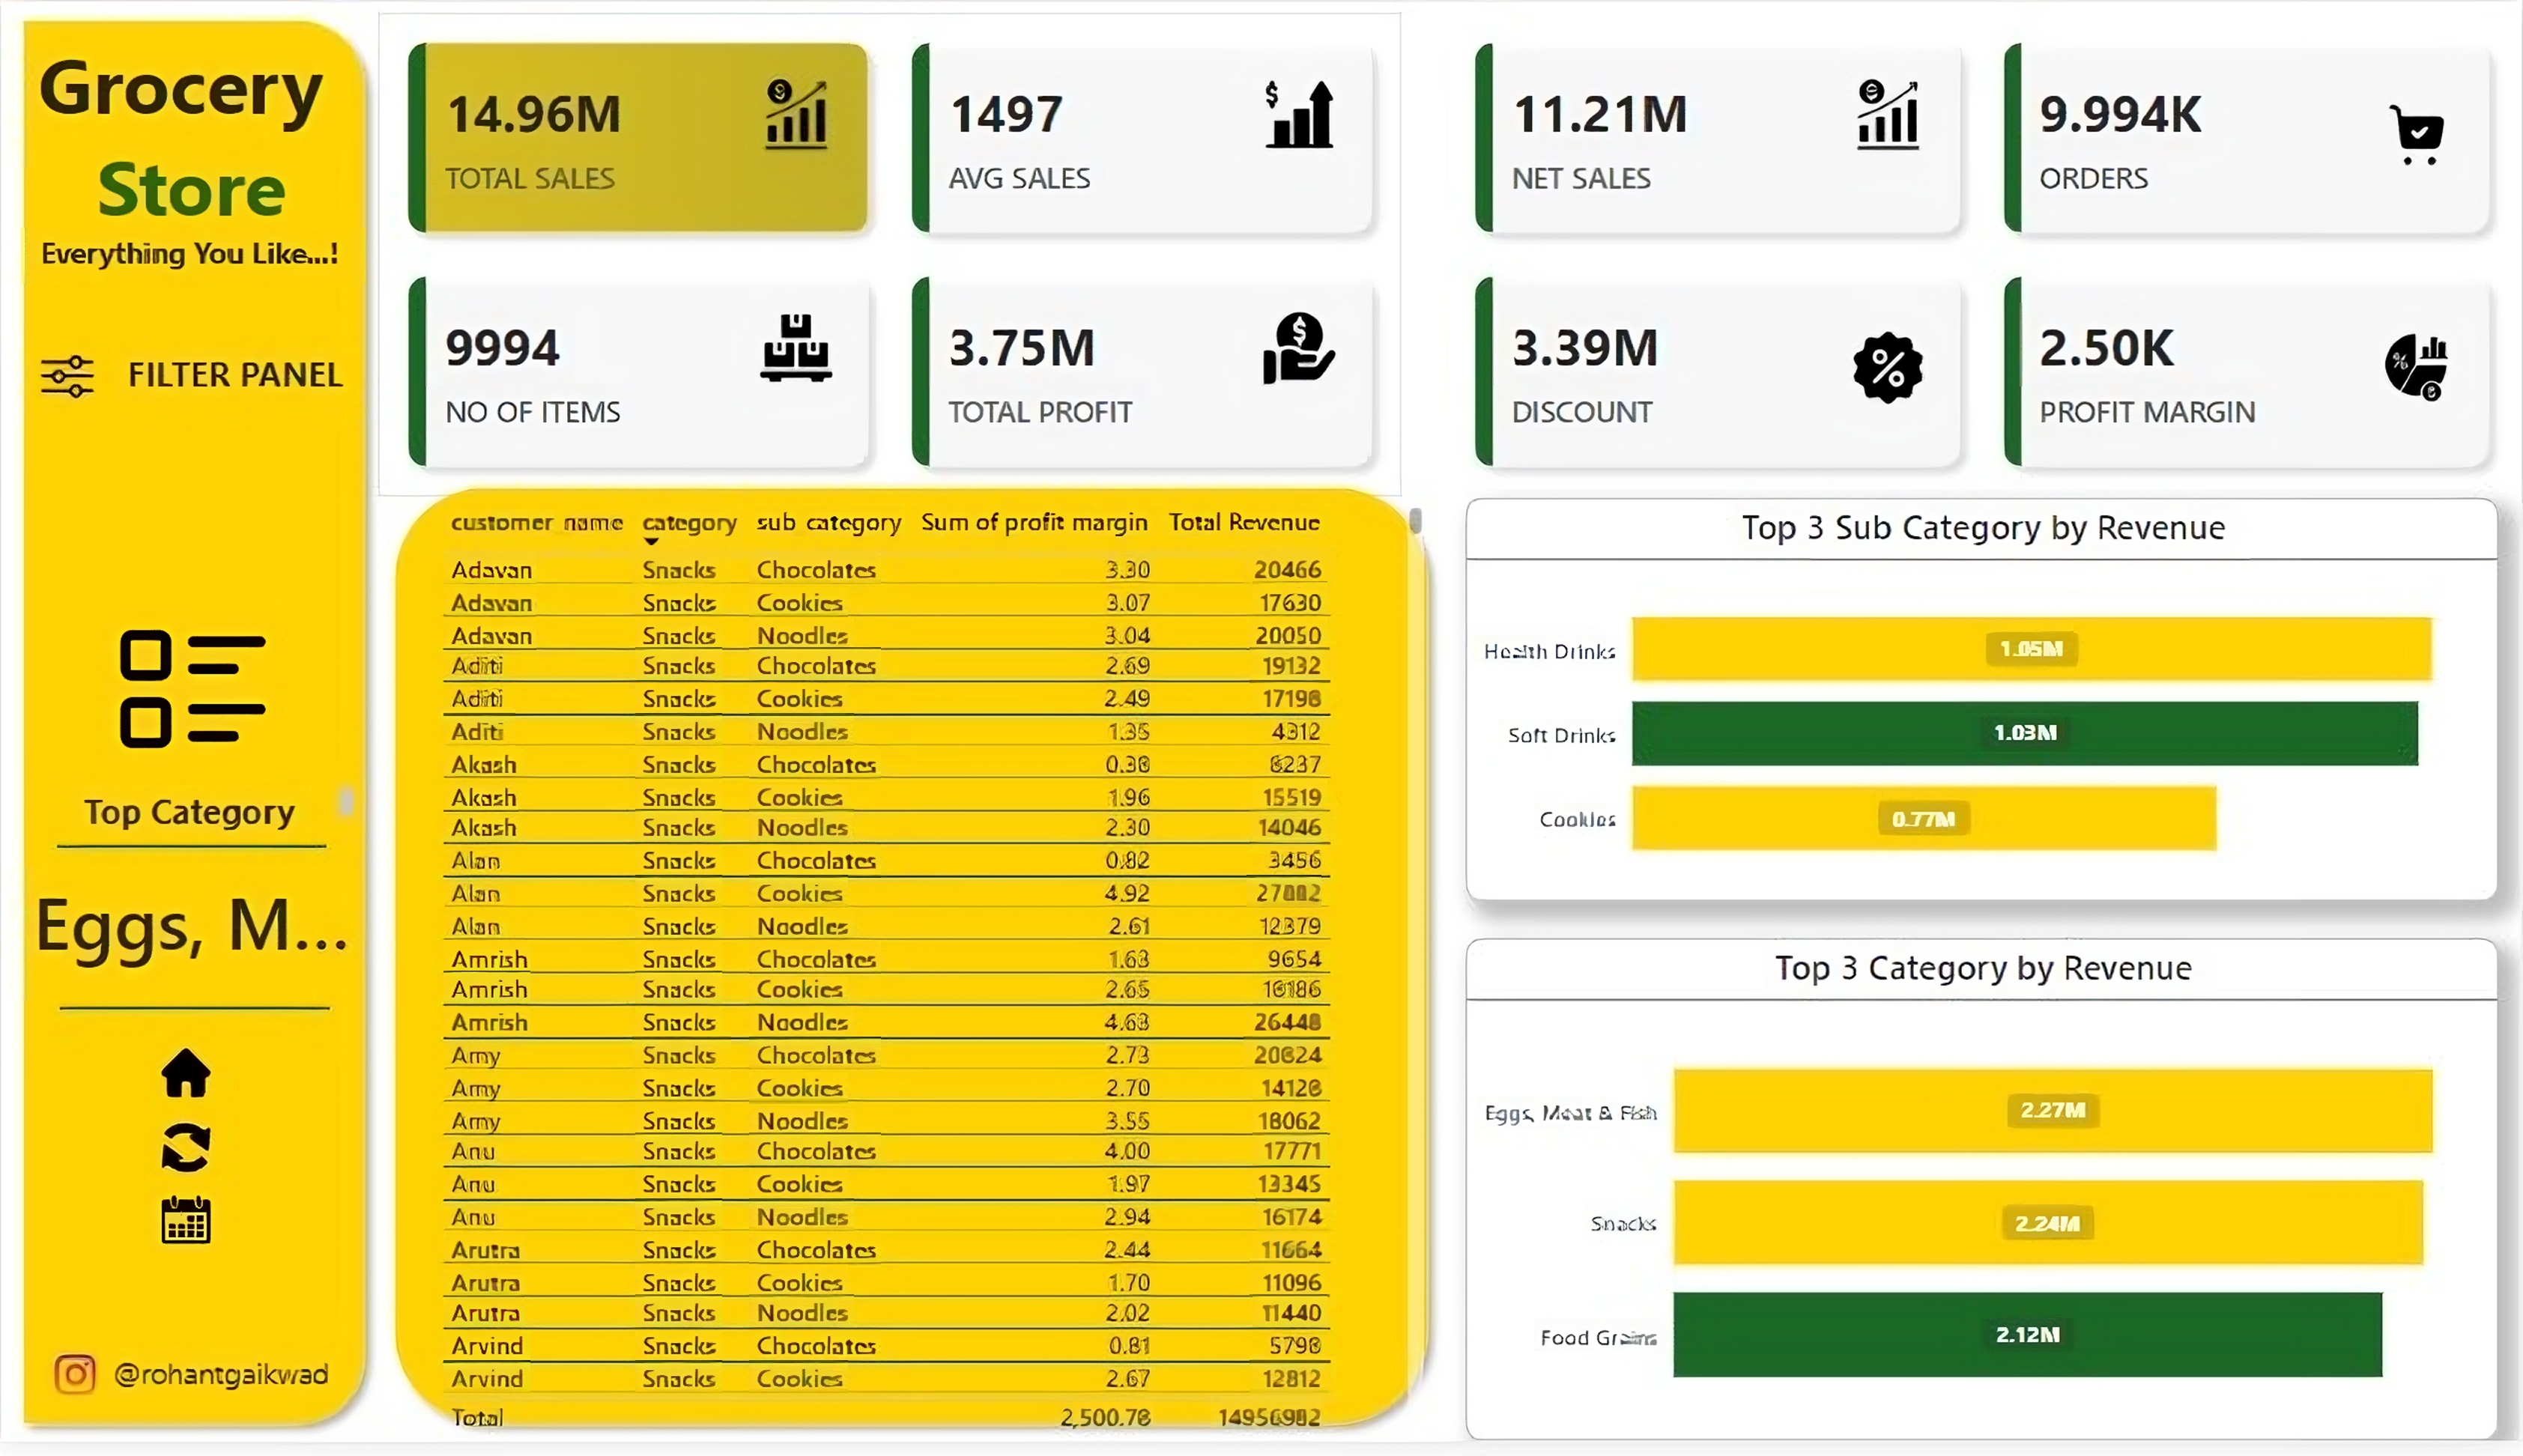 Grocery
Store
Everything You Like...!
FILTER PANEL
Top Category
Eggs, M...
@rohantgaikwad
14.96M
TOTAL SALES
1497
AVG SALES
11.21M
NET SALES
9.994K
ORDERS
9994
NO OF ITEMS
3.75M
TOTAL PROFIT
3.39M
DISCOUNT
2.50K
PROFIT MARGIN
customer name category sub category Sum of profit margin Total Revenue
Adavan Snacks Chocolates 3.30 20466
Adavan Snacks Cookies 3.07 17630
Adavan Snacks Noodles 3.04 20050
Aditi Snacks Chocolates 2.69 19132
Aditi Snacks Cookies 2.49 17198
Aditi Snacks Noodles 1.35 4312
Akash Snacks Chocolates
Akash Snacks Cookies 1.96 15519
Akash Snacks Noodles 2.30 14046
Alan Snacks Chocolates 0.82 3456
Alan Snacks Cookies 4.92
Alan Snacks Noodles 2.61 12379
Amrish Snacks Chocolates 1.63 9654
Amrish Snacks Cookies 2.65
Amrish Snacks Noodles 4.63 26448
Amy Snacks Chocolates 2.73
Amy Snacks Cookies 2.70 14128
Amy Snacks Noodles 3.55 18062
Anu Snacks Chocolates 4.00 17771
Anu Snacks Cookies 1.97 13345
Anu Snacks Noodles 2.94 16174
Arutra Snacks Chocolates 2.44 11664
Arutra Snacks Cookies 1.70 11096
Arutra Snacks Noodles 2.02 11440
Arvind Snacks Chocolates 0.81 5798
Arvind Snacks Cookies 2.67 12812
Total 2,500.78
Top 3 Sub Category by Revenue
Health Drinks 1.05M
Soft Drinks 1.03M
Cookies 0.77M
Top 3 Category by Revenue
Eggs, Meat & Fish 2.27M
Snacks 2.24M
Food Grains 2.12M